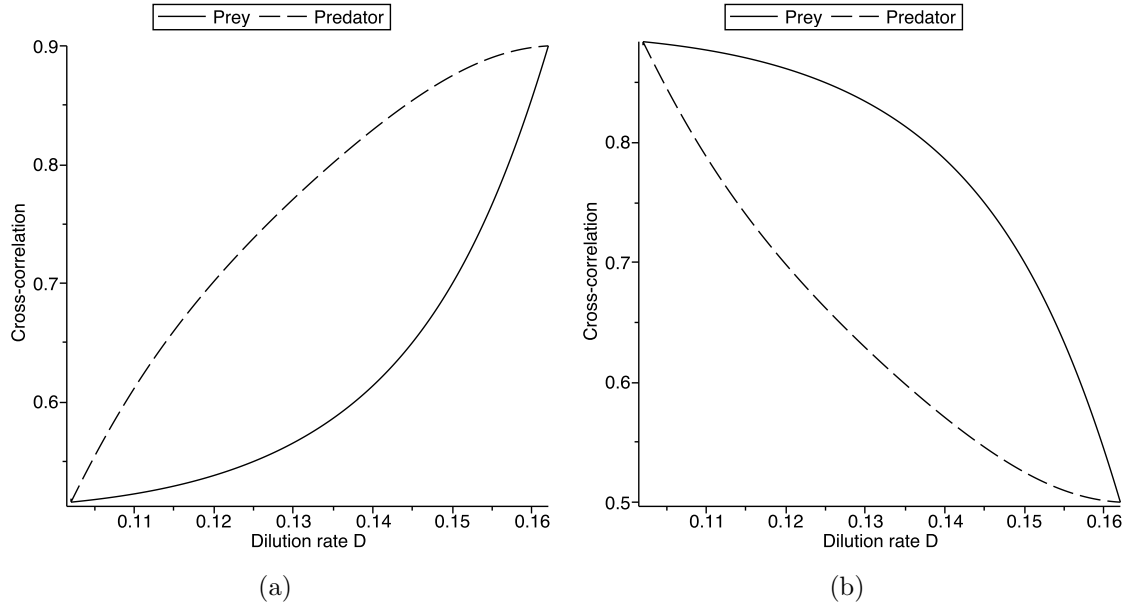 Prey Predator
0.9
0.8
0.7
0.6
Cross-correlation
0.11 0.12 0.13 0.14 0.15 0.16
Dilution rate D
(a)
Prey Predator
0.8
0.7
0.6
0.5
Cross-correlation
0.11 0.12 0.13 0.14 0.15 0.16
Dilution rate D
(b)